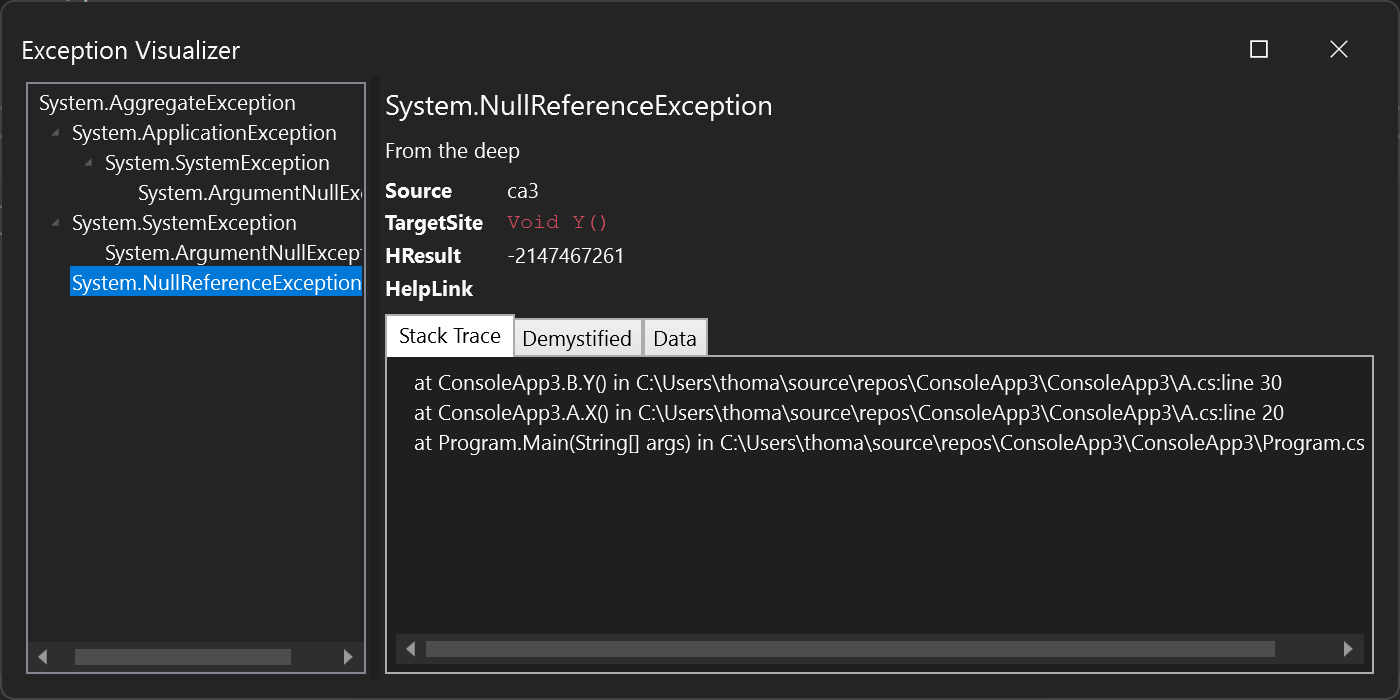 Exception Visualizer
System.AggregateException
System.ApplicationException
System.SystemException
System.ArgumentNullEx
System.SystemException
System.ArgumentNullExcep
System.NullReferenceException
System.NullReferenceException
From the deep
Source ca3
TargetSite Void Y()
HResult -2147467261
HelpLink
Stack Trace Demystified Data
at ConsoleApp3.B.Y() in C:\Users\thoma\source\repos\ConsoleApp3\ConsoleApp3\A.cs:line 30
at ConsoleApp3.A.X() in C:\Users\thoma\source\repos\ConsoleApp3\ConsoleApp3\A.cs:line 20
at Program.Main(String[] args) in C:\Users\thoma\source\repos\ConsoleApp3\ConsoleApp3\Program.cs